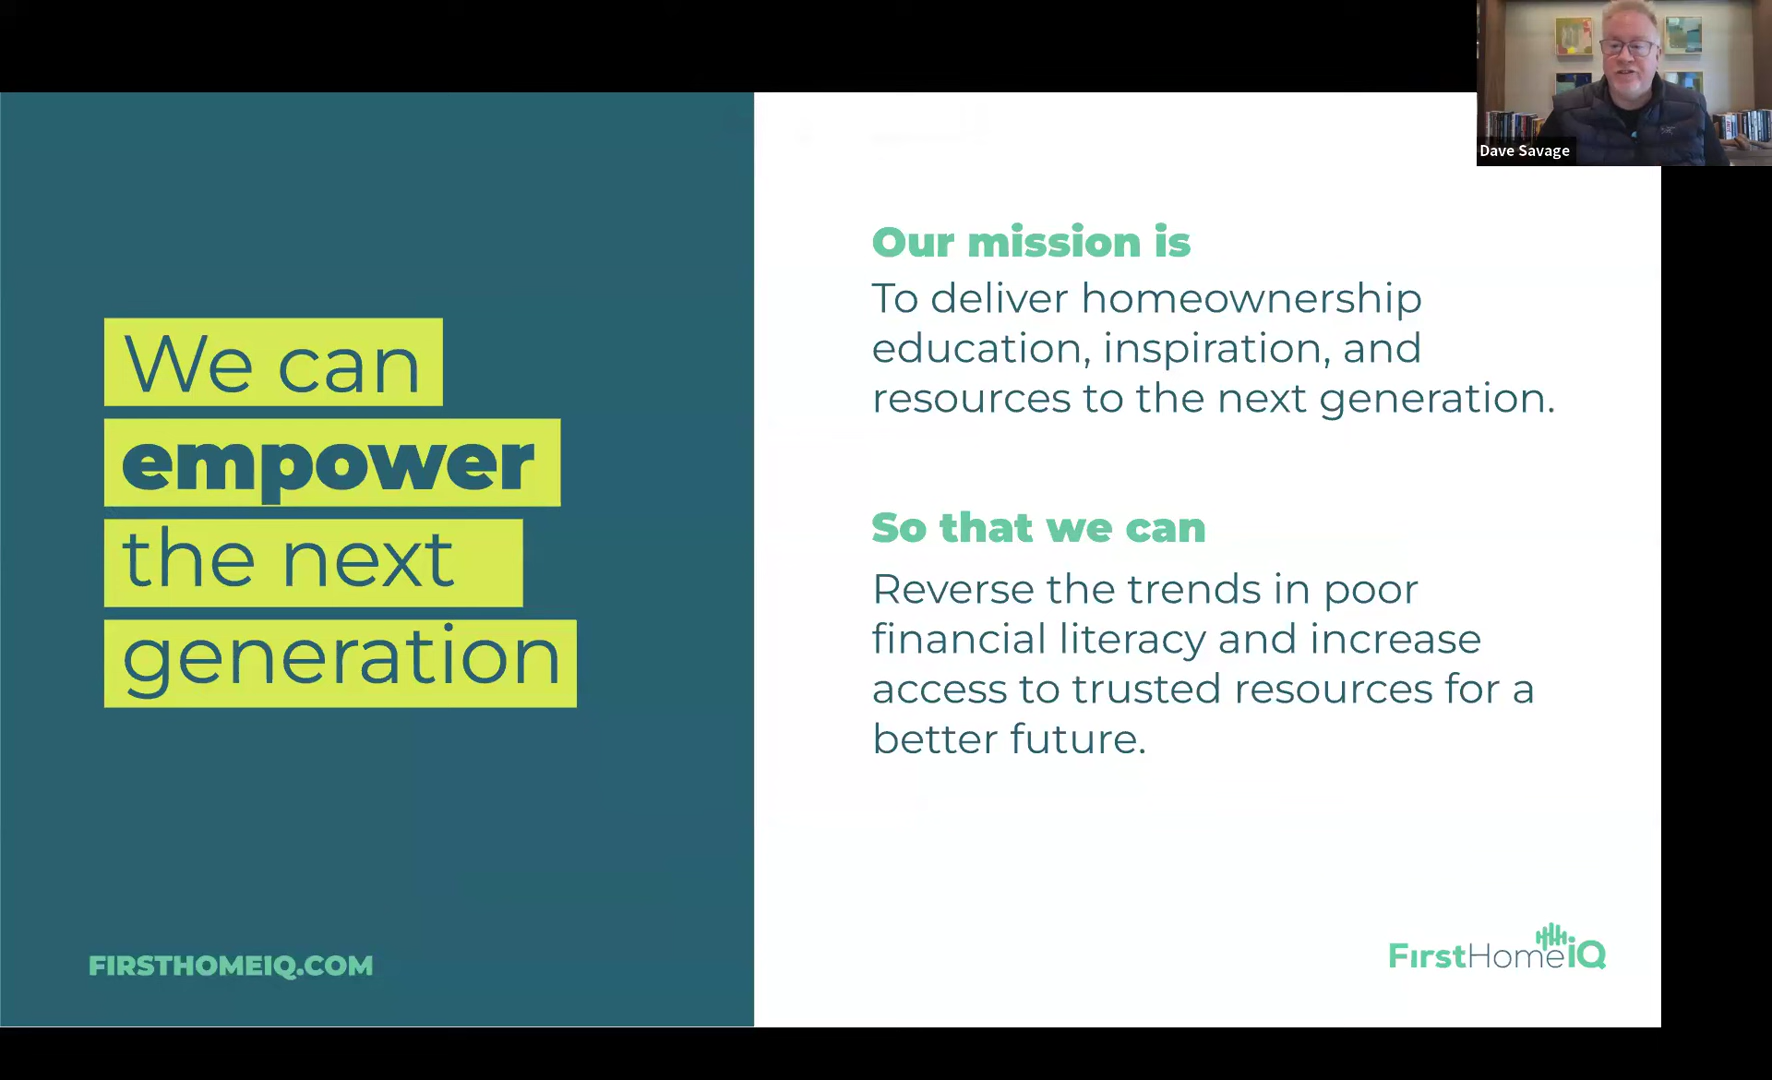 Dave Savage
We can
empower
the next
generation
Our mission is
To deliver homeownership
education, inspiration, and
resources to the next generation.
So that we can
Reverse the trends in poor
financial literacy and increase
access to trusted resources for a
better future.
FIRSTHOMEIQ.COM
FirstHomeiQ